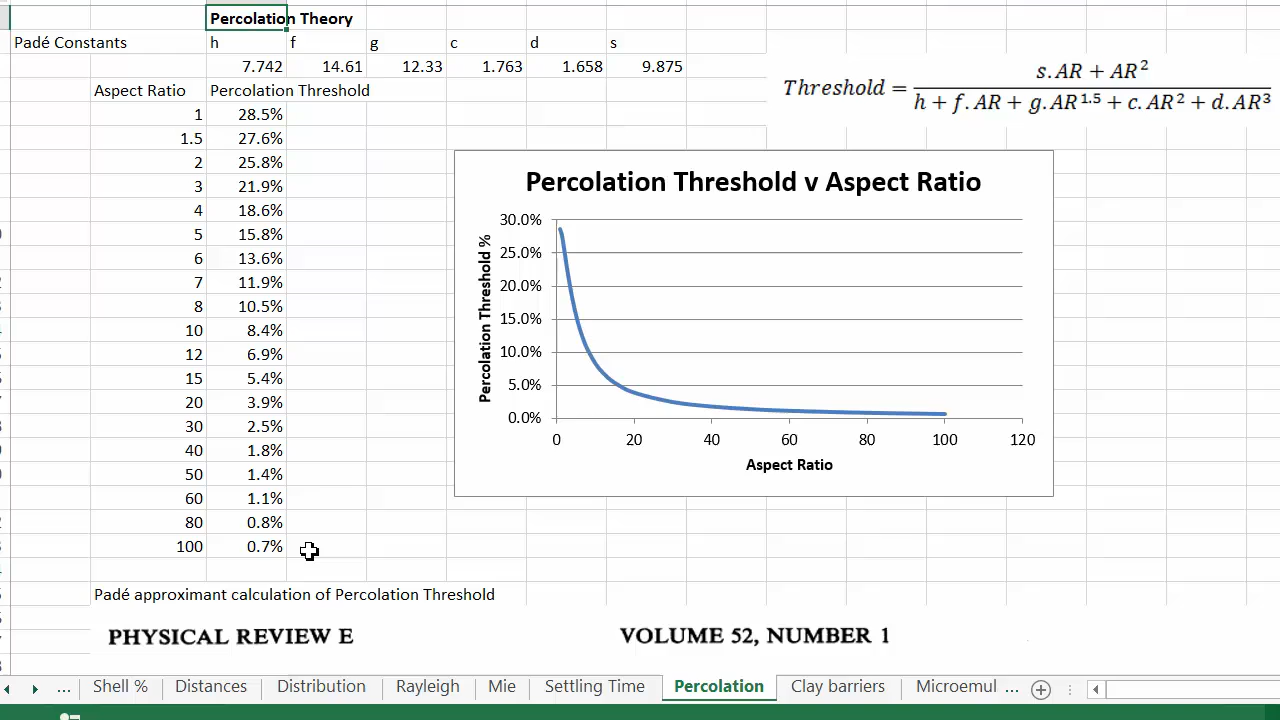 Percolation Theory
Padé Constants h f g c d s
7.742 14.61 12.33 1.763 1.658 9.875
Aspect Ratio Percolation Threshold
1 28.5%
1.5 27.6%
2 25.8%
3 21.9%
4 18.6%
5 15.8%
6 13.6%
7 11.9%
8 10.5%
10 8.4%
12 6.9%
15 5.4%
20 3.9%
30 2.5%
40 1.8%
50 1.4%
60 1.1%
80 0.8%
100 0.7%
Threshold = (s.AR + AR²) / (h + f.AR + g.AR^1.5 + c.AR² + d.AR³)
Percolation Threshold v Aspect Ratio
Percolation Threshold %
30.0%
25.0%
20.0%
15.0%
10.0%
5.0%
0.0%
0 20 40 60 80 100 120
Aspect Ratio
Padé approximant calculation of Percolation Threshold
PHYSICAL REVIEW E VOLUME 52, NUMBER 1
... Shell % Distances Distribution Rayleigh Mie Settling Time Percolation Clay barriers Microemul ...